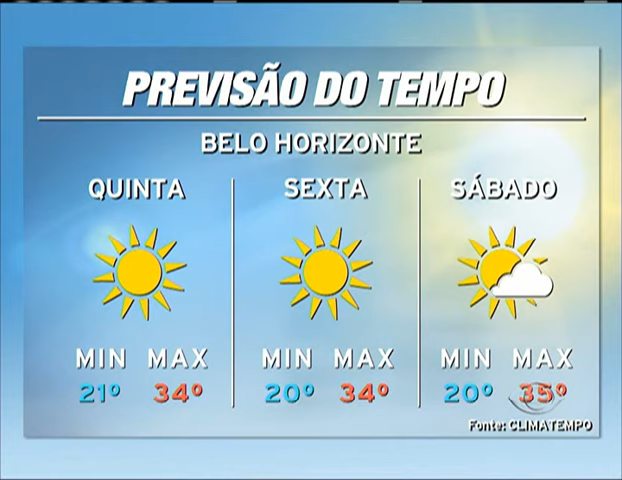 PREVISÃO DO TEMPO
BELO HORIZONTE
QUINTA SEXTA SÁBADO
MIN MAX MIN MAX MIN MAX
21º 34º 20º 34º 20º 35º
Fonte: CLIMATEMPO